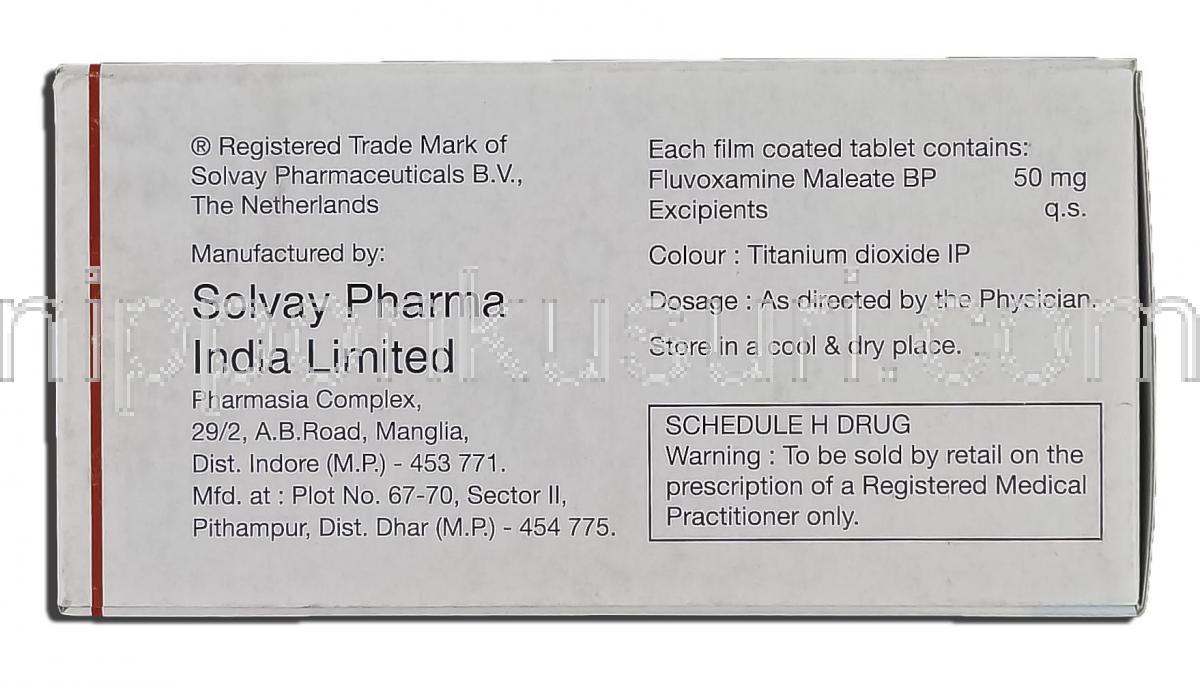 ® Registered Trade Mark of
Solvay Pharmaceuticals B.V.,
The Netherlands
Manufactured by:
Solvay Pharma
India Limited
Pharmasia Complex,
29/2, A.B.Road, Manglia,
Dist. Indore (M.P.) - 453 771.
Mfd. at : Plot No. 67-70, Sector II,
Pithampur, Dist. Dhar (M.P.) - 454 775.
Each film coated tablet contains:
Fluvoxamine Maleate BP 50 mg
Excipients q.s.
Colour : Titanium dioxide IP
Dosage : As directed by the Physician.
Store in a cool & dry place.
SCHEDULE H DRUG
Warning : To be sold by retail on the
prescription of a Registered Medical
Practitioner only.
nipponkusuri.com